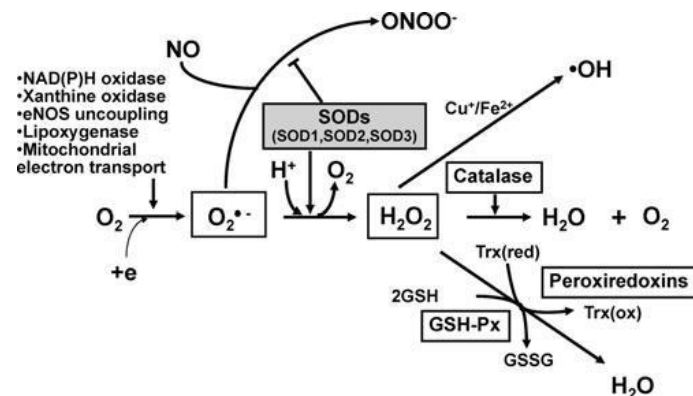 ONOO⁻
NO
•NAD(P)H oxidase
•Xanthine oxidase
•eNOS uncoupling
•Lipoxygenase
•Mitochondrial
electron transport
SODs
(SOD1,SOD2,SOD3)
Cu⁺/Fe²⁺
•OH
H⁺
O₂
Catalase
O₂
O₂•⁻
H₂O₂
H₂O + O₂
+e
Trx(red)
Peroxiredoxins
2GSH
Trx(ox)
GSH-Px
GSSG
H₂O